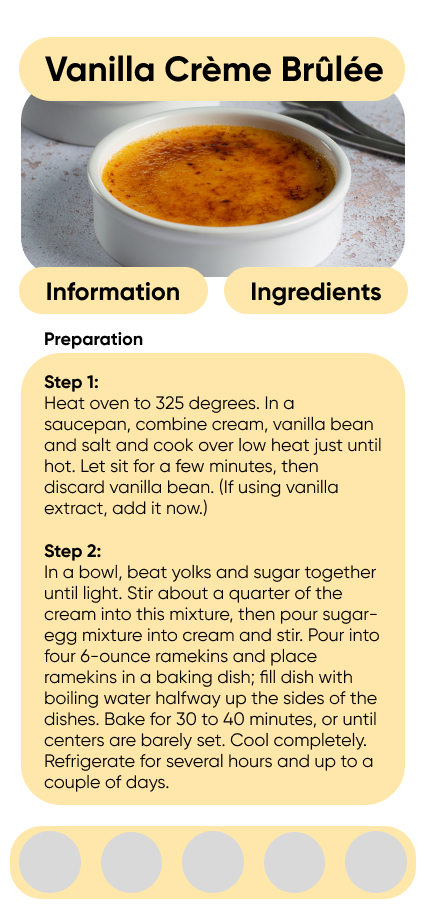 Vanilla Crème Brûlée
Information
Ingredients
Preparation
Step 1:
Heat oven to 325 degrees. In a
saucepan, combine cream, vanilla bean
and salt and cook over low heat just until
hot. Let sit for a few minutes, then
discard vanilla bean. (If using vanilla
extract, add it now.)
Step 2:
In a bowl, beat yolks and sugar together
until light. Stir about a quarter of the
cream into this mixture, then pour sugar-
egg mixture into cream and stir. Pour into
four 6-ounce ramekins and place
ramekins in a baking dish; fill dish with
boiling water halfway up the sides of the
dishes. Bake for 30 to 40 minutes, or until
centers are barely set. Cool completely.
Refrigerate for several hours and up to a
couple of days.